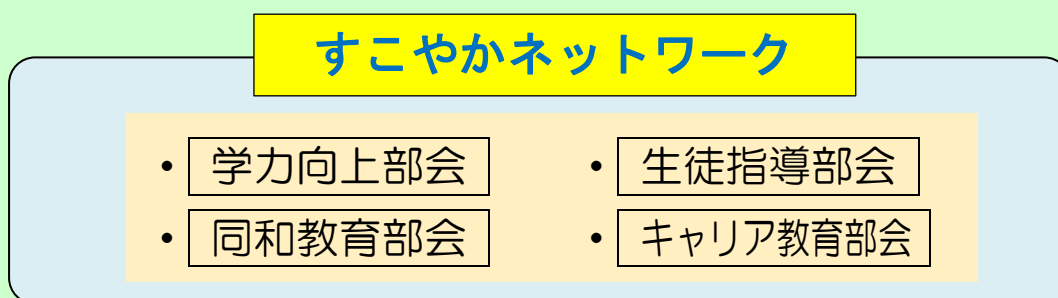 すこやかネットワーク
• 学力向上部会 • 生徒指導部会
• 同和教育部会 • キャリア教育部会